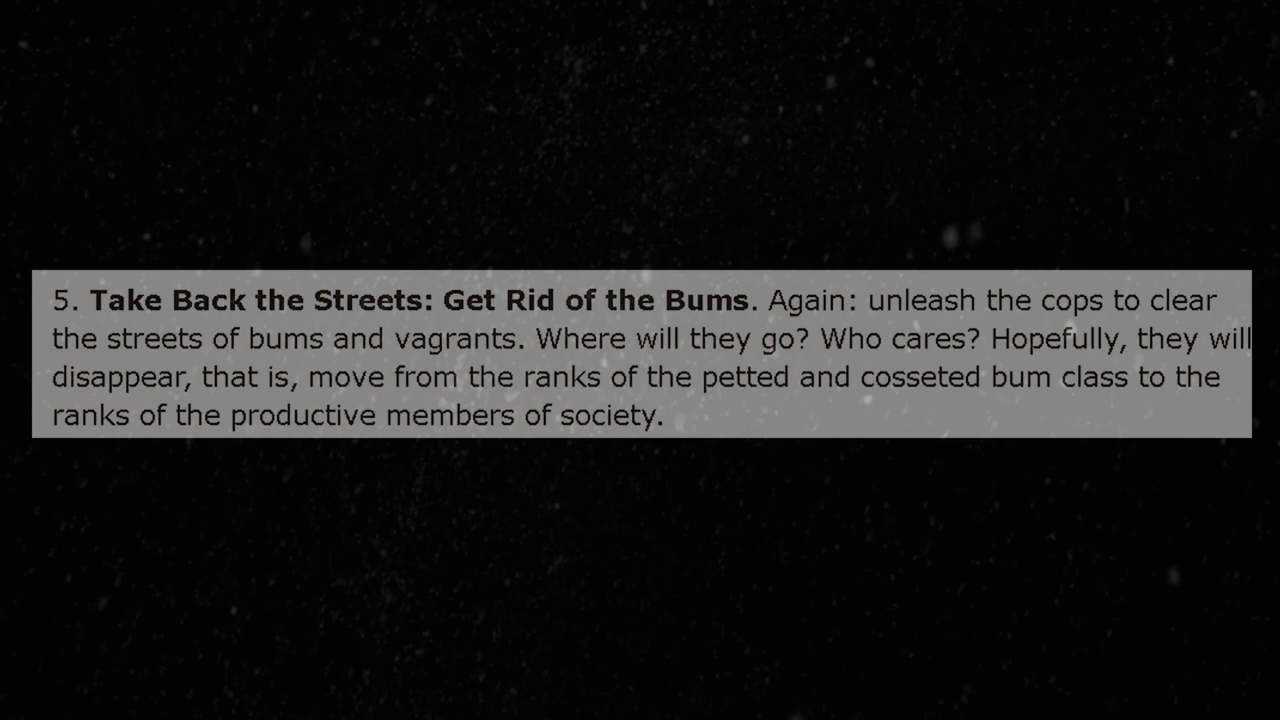 5. Take Back the Streets: Get Rid of the Bums. Again: unleash the cops to clear
the streets of bums and vagrants. Where will they go? Who cares? Hopefully, they will
disappear, that is, move from the ranks of the petted and cosseted bum class to the
ranks of the productive members of society.